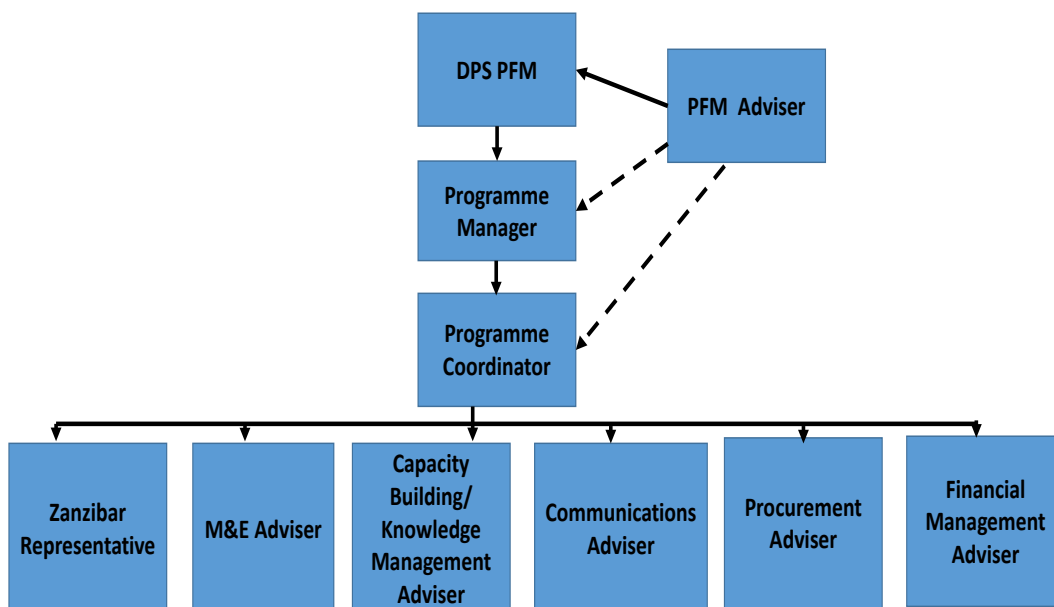 DPS PFM
PFM  Adviser
Programme
Manager
Programme
Coordinator
Zanzibar
Representative
M&E Adviser
Capacity
Building/
Knowledge
Management
Adviser
Communications
Adviser
Procurement
Adviser
Financial
Management
Adviser